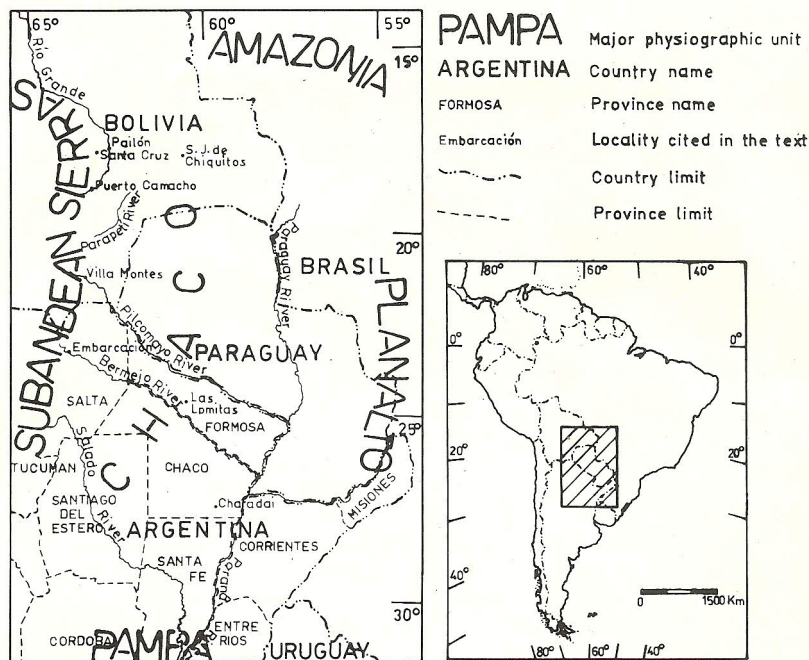 65°
60°
55°
AMAZONIA
15°
Río Grande
SUBANDEAN SIERRAS
BOLIVIA
Pailón
Santa Cruz
S. J. de
Chiquitos
Puerto Camacho
Parapetí River
20°
Paraguay River
BRASIL
Villa Montes
CHACO
PLANALTO
Pilcomayo River
PARAGUAY
Embarcación
Bermejo River
Las
Lomitas
SALTA
FORMOSA
25°
Salado River
TUCUMAN
CHACO
MISIONES
SANTIAGO
DEL
ESTERO
Charadai
ARGENTINA
CORRIENTES
SANTA
FE
Paraná
30°
CORDOBA
PAMPA
ENTRE
RIOS
URUGUAY
PAMPA Major physiographic unit
ARGENTINA Country name
FORMOSA Province name
Embarcación Locality cited in the text
Country limit
Province limit
80° 60° 40°
0° 0°
20° 20°
40°
0 1500 Km
80° 60° 40°